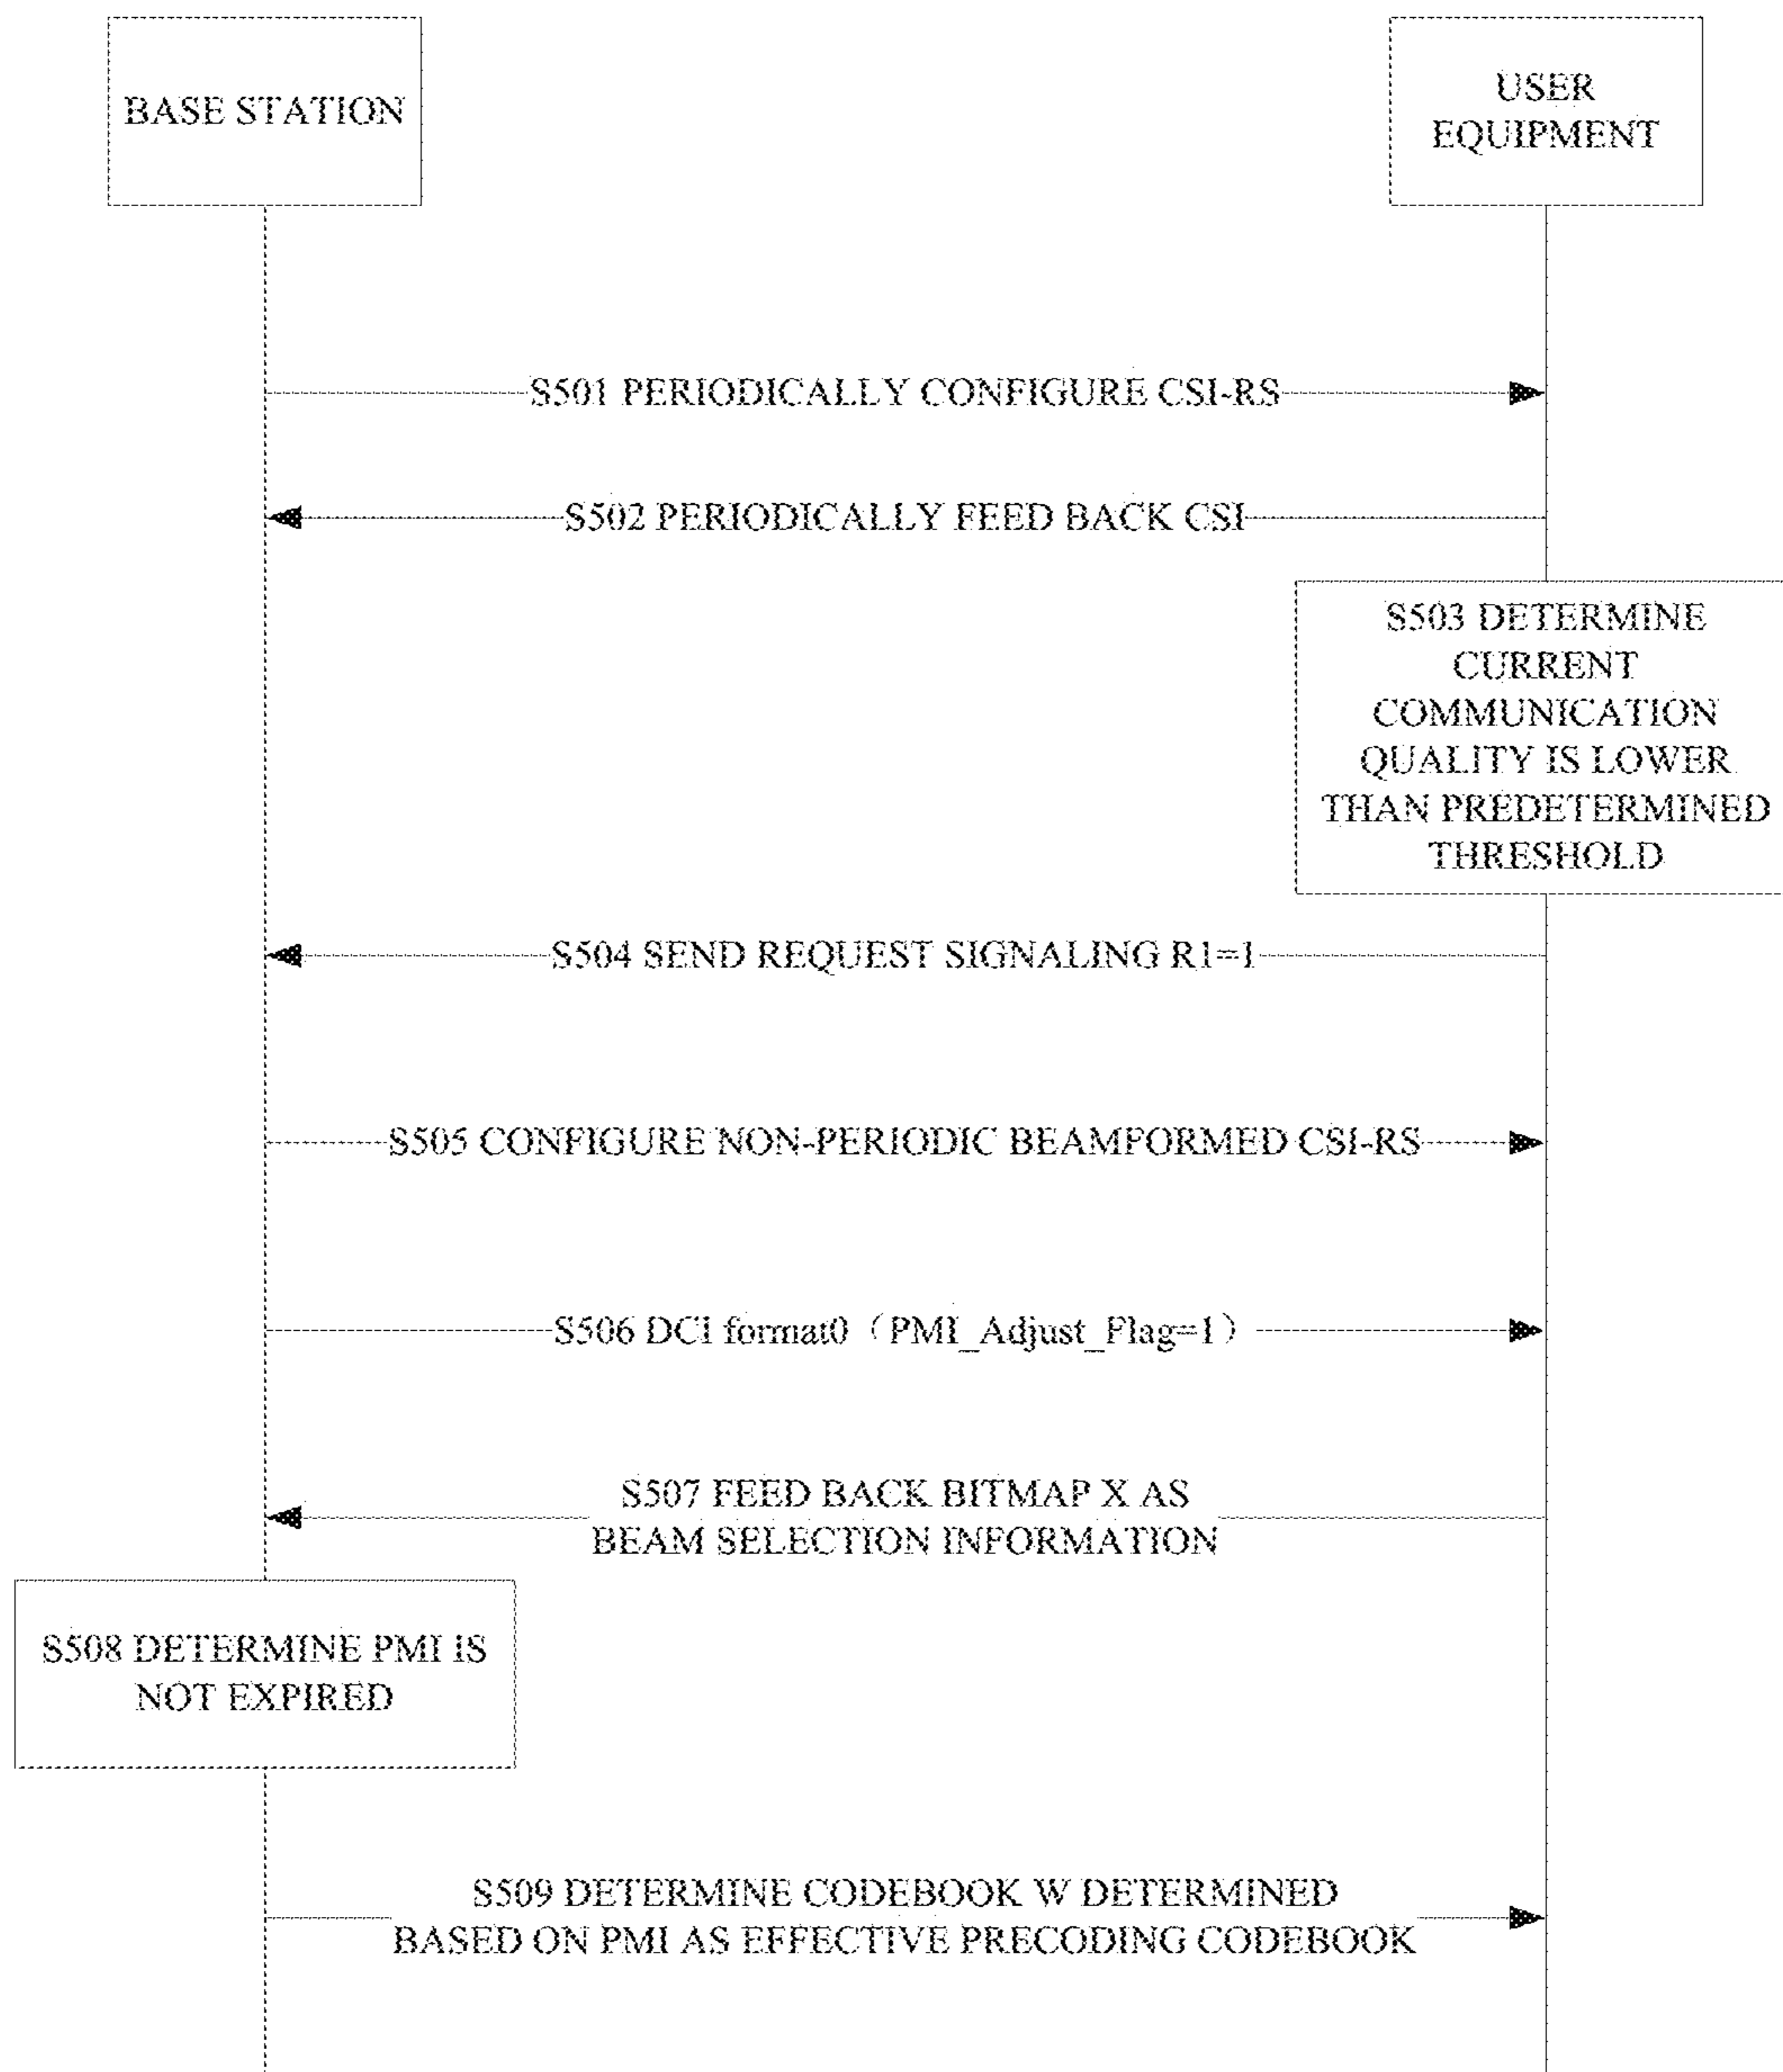 BASE STATION
USER
EQUIPMENT
S501 PERIODICALLY CONFIGURE CSI-RS
S502 PERIODICALLY FEED BACK CSI
S503 DETERMINE
CURRENT
COMMUNICATION
QUALITY IS LOWER
THAN PREDETERMINED
THRESHOLD
S504 SEND REQUEST SIGNALING R1=1
S505 CONFIGURE NON-PERIODIC BEAMFORMED CSI-RS
S506 DCI format0（PMI_Adjust_Flag=1）
S507 FEED BACK BITMAP X AS
BEAM SELECTION INFORMATION
S508 DETERMINE PMI IS
NOT EXPIRED
S509 DETERMINE CODEBOOK W DETERMINED
BASED ON PMI AS EFFECTIVE PRECODING CODEBOOK